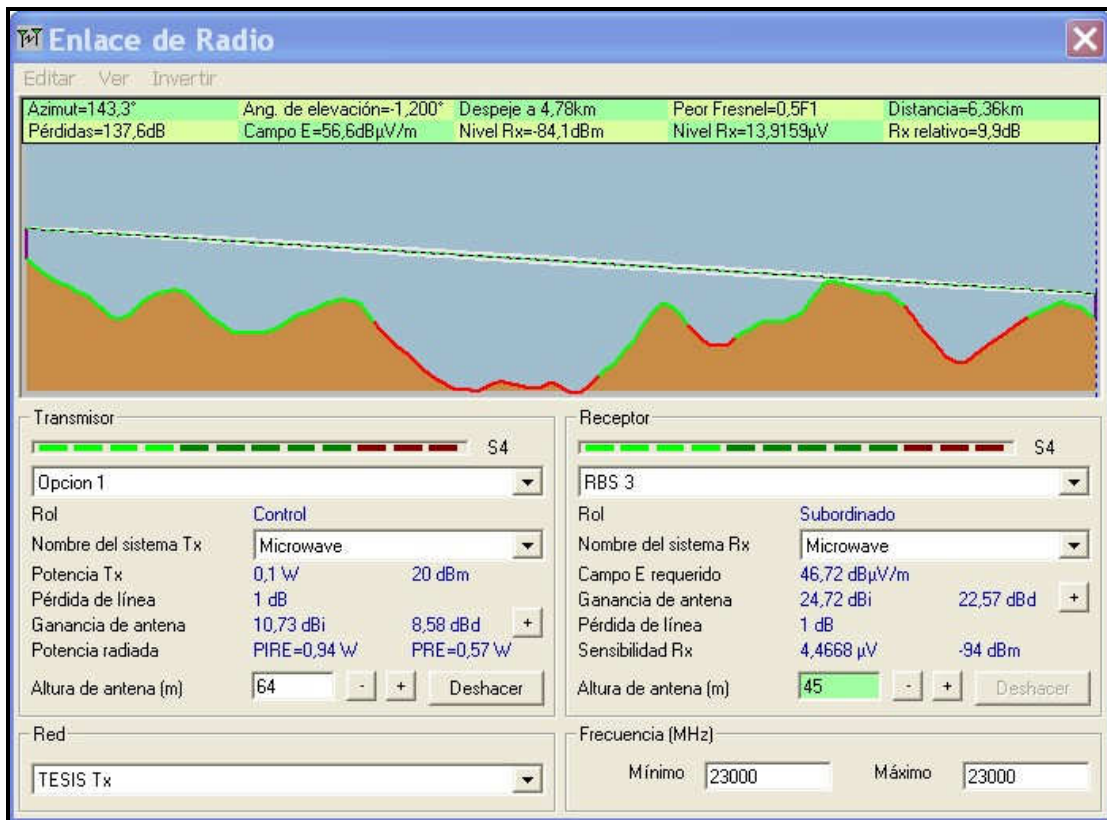 Enlace de Radio
Editar Ver Invertir
Azimut=143,3° Ang. de elevación=-1,200° Despeje a 4,78km Peor Fresnel=0,5F1 Distancia=6,36km
Pérdidas=137,6dB Campo E=56,6dBµV/m Nivel Rx=-84,1dBm Nivel Rx=13,9159µV Rx relativo=9,9dB
Transmisor
S4
Opcion 1
Rol Control
Nombre del sistema Tx Microwave
Potencia Tx 0,1 W 20 dBm
Pérdida de línea 1 dB
Ganancia de antena 10,73 dBi 8,58 dBd +
Potencia radiada PIRE=0,94 W PRE=0,57 W
Altura de antena (m) 64 - + Deshacer
Red
TESIS Tx
Receptor
S4
RBS 3
Rol Subordinado
Nombre del sistema Rx Microwave
Campo E requerido 46,72 dBµV/m
Ganancia de antena 24,72 dBi 22,57 dBd +
Pérdida de línea 1 dB
Sensibilidad Rx 4,4668 µV -94 dBm
Altura de antena (m) 45 - + Deshacer
Frecuencia (MHz)
Mínimo 23000 Máximo 23000